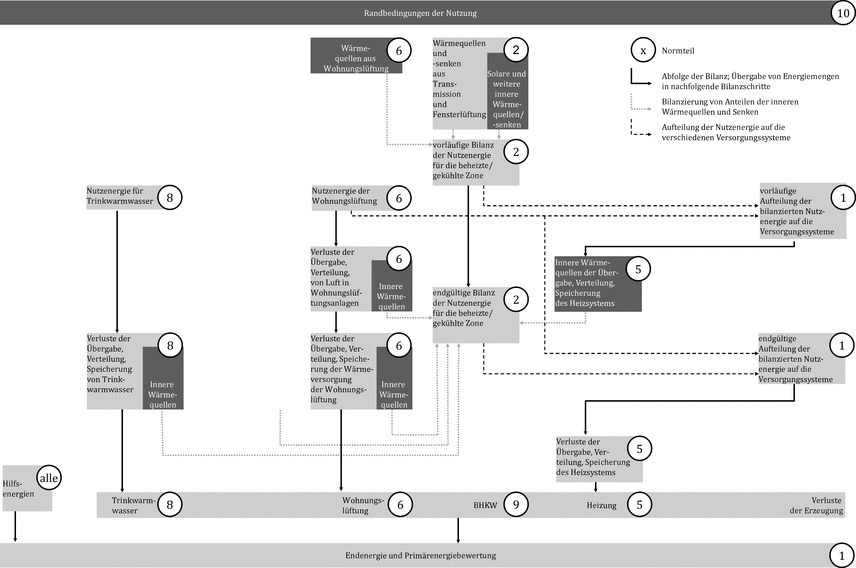 Randbedingungen der Nutzung
10
Wärme-
quellen aus
Wohnungslüftung
6
Wärmequellen
und
-senken
aus
Trans-
mission
und
Fensterlüftung
2
Solare und
weitere
innere
Wärme-
quellen/
-senken
x
Normteil
Abfolge der Bilanz; Übergabe von Energiemengen
in nachfolgende Bilanzschritte
Bilanzierung von Anteilen der inneren
Wärmequellen und Senken
Aufteilung der Nutzenergie auf die
verschiedenen Versorgungssysteme
vorläufige Bilanz
der Nutzenergie
für die beheizte/
gekühlte Zone
2
Nutzenergie für
Trinkwarmwasser
8
Nutzenergie der
Wohnungslüftung
6
vorläufige
Aufteilung der
bilanzierten Nutz-
energie auf die
Versorgungssysteme
1
Verluste der
Übergabe,
Verteilung,
von Luft in
Wohnungslüf-
tungsanlagen
6
Innere
Wärme-
quellen
Innere Wärme-
quellen der Über-
gabe, Verteilung,
Speicherung
des Heizsystems
5
endgültige Bilanz
der Nutzenergie
für die beheizte/
gekühlte Zone
2
Verluste der
Übergabe,
Verteilung,
Speicherung
von Trink-
warmwasser
8
Innere
Wärme-
quellen
Verluste der
Übergabe, Ver-
teilung, Speiche-
rung der Wärme-
versorgung
der Wohnungs-
lüftung
6
Innere
Wärme-
quellen
endgültige
Aufteilung der
bilanzierten Nutz-
energie auf die
Versorgungssysteme
1
Verluste der
Übergabe, Ver-
teilung, Speicherung
des Heizsystems
5
Hilfs-
energien
alle
Trinkwarm-
wasser
8
Wohnungs-
lüftung
6
BHKW
9
Heizung
5
Verluste
der Erzeugung
Endenergie und Primärenergiebewertung
1